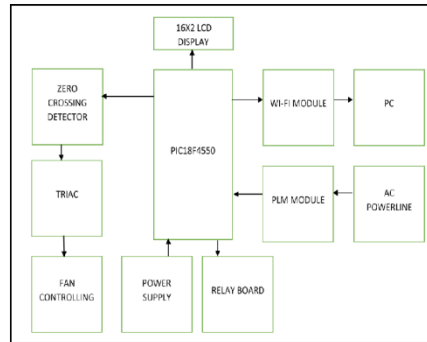 16X2 LCD
DISPLAY
ZERO
CROSSING
DETECTOR
PIC18F4550
WI-FI MODULE
PC
TRIAC
PLM MODULE
AC
POWERLINE
FAN
CONTROLLING
POWER
SUPPLY
RELAY BOARD